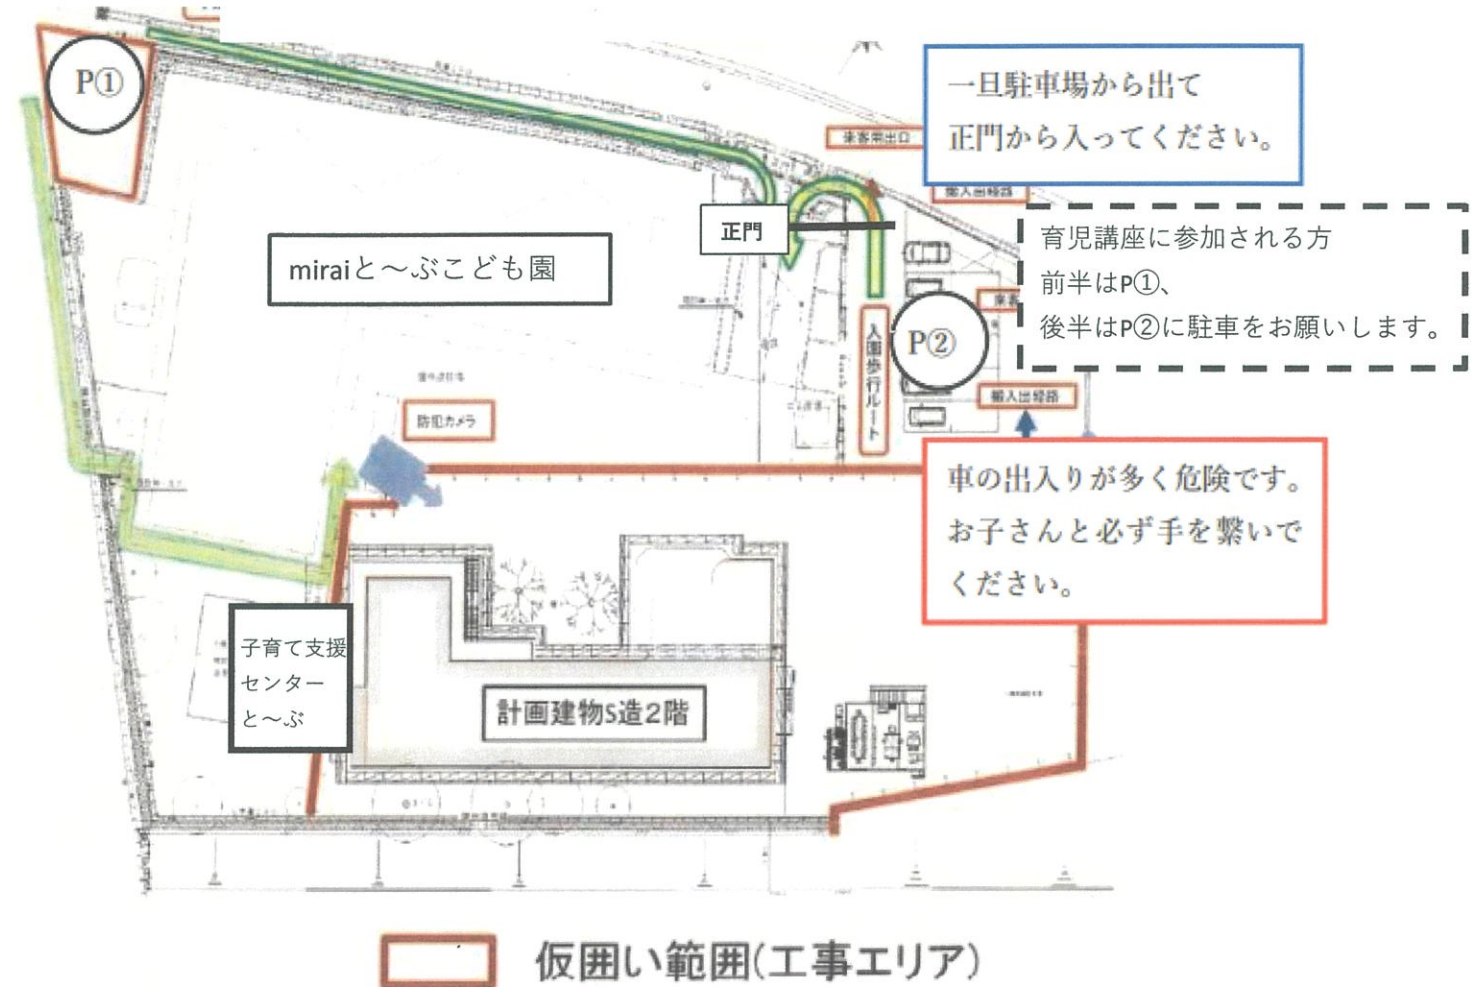 P①
一旦駐車場から出て
正門から入ってください。
来客用出口
搬入出経路
正門
育児講座に参加される方
前半はP①、
後半はP②に駐車をお願いします。
miraiと〜ぶこども園
P②
入園歩行ルート
搬入出経路
防犯カメラ
車の出入りが多く危険です。
お子さんと必ず手を繋いで
ください。
子育て支援
センター
と〜ぶ
計画建物S造2階
仮囲い範囲(工事エリア)